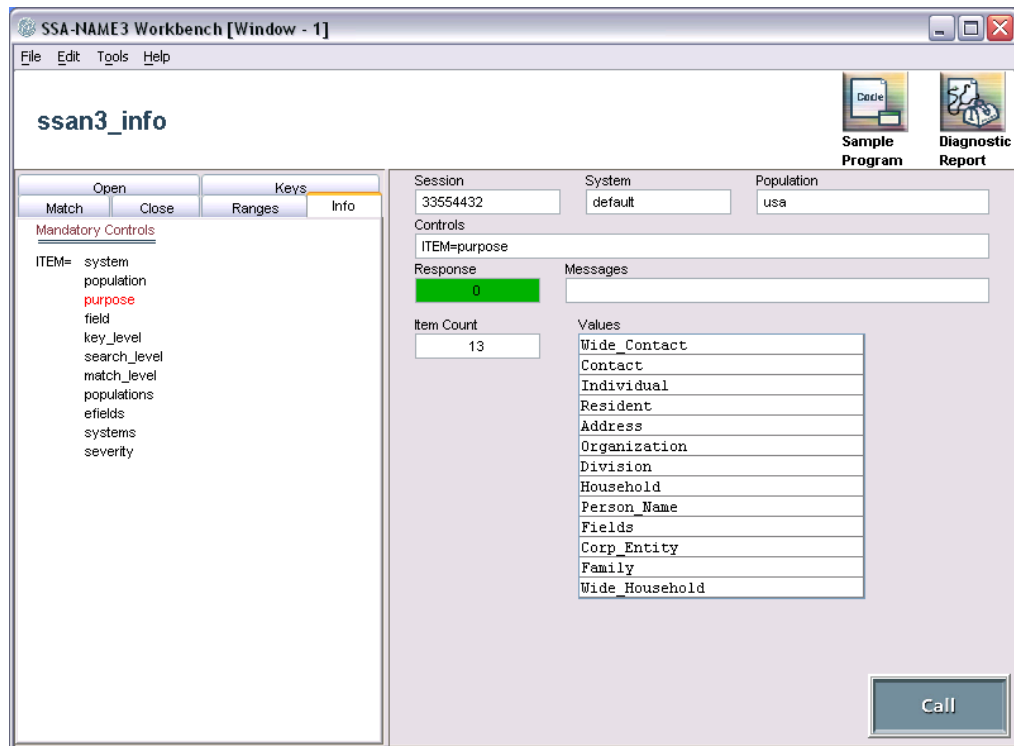 SSA-NAME3 Workbench [Window - 1]
File Edit Tools Help
ssan3_info
Code
Sample Program
Diagnostic Report
Open Keys
Match Close Ranges Info
Mandatory Controls
ITEM= system
population
purpose
field
key_level
search_level
match_level
populations
efields
systems
severity
Session System Population
33554432 default usa
Controls
ITEM=purpose
Response Messages
0
Item Count Values
13
Wide_Contact
Contact
Individual
Resident
Address
Organization
Division
Household
Person_Name
Fields
Corp_Entity
Family
Wide_Household
Call